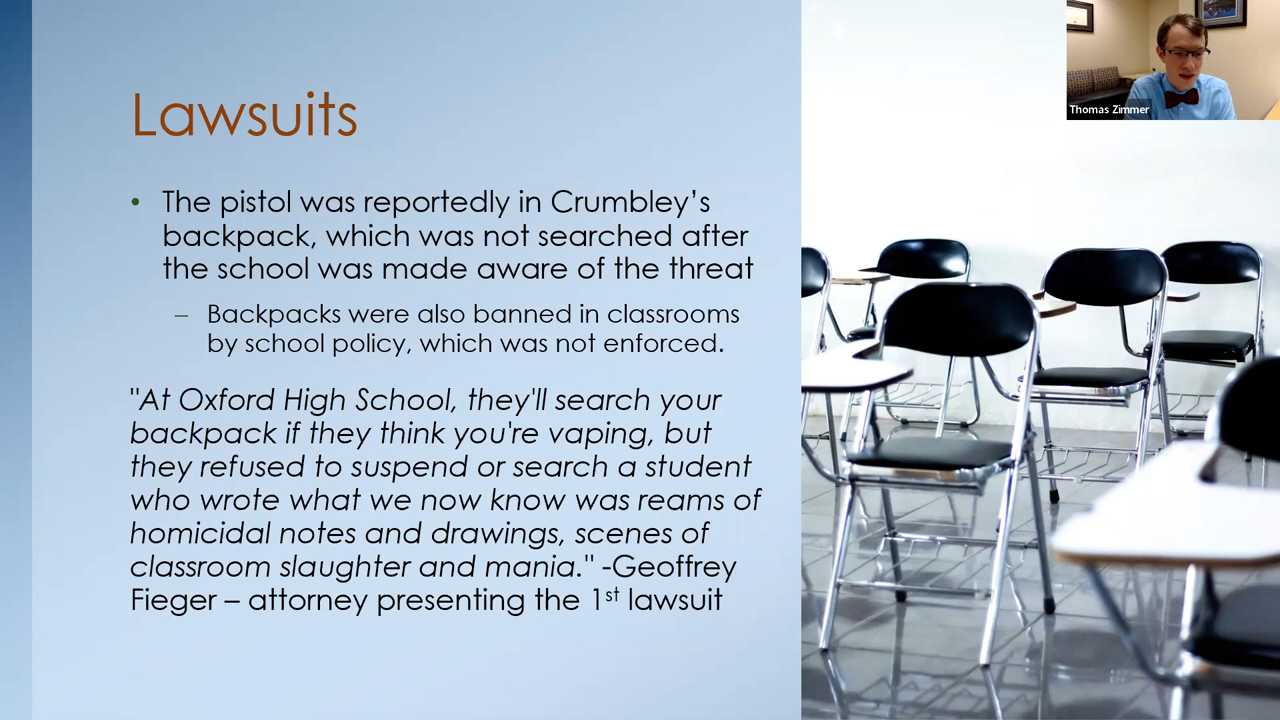 Lawsuits
• The pistol was reportedly in Crumbley’s
backpack, which was not searched after
the school was made aware of the threat
– Backpacks were also banned in classrooms
by school policy, which was not enforced.
"At Oxford High School, they'll search your
backpack if they think you're vaping, but
they refused to suspend or search a student
who wrote what we now know was reams of
homicidal notes and drawings, scenes of
classroom slaughter and mania." -Geoffrey
Fieger – attorney presenting the 1st lawsuit
Thomas Zimmer